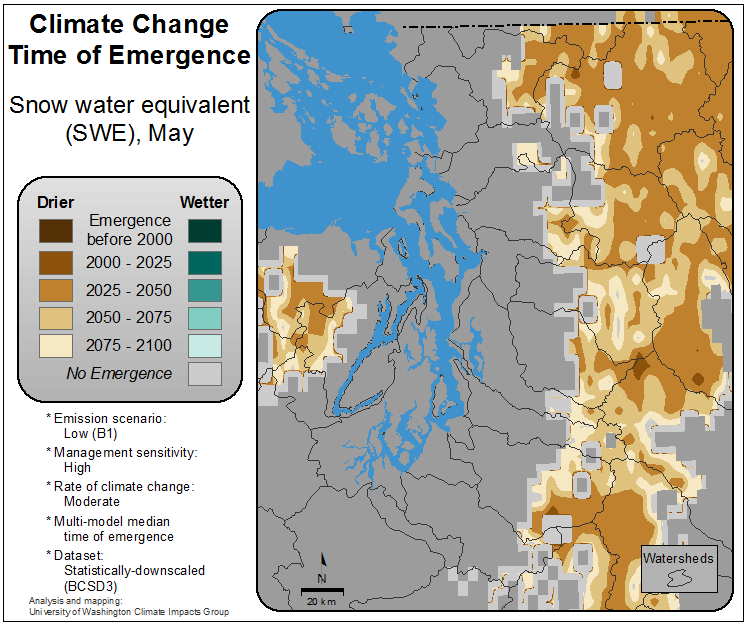 Climate Change
Time of Emergence
Snow water equivalent
(SWE), May
Drier
Wetter
Emergence
before 2000
2000 - 2025
2025 - 2050
2050 - 2075
2075 - 2100
No Emergence
* Emission scenario:
Low (B1)
* Management sensitivity:
High
* Rate of climate change:
Moderate
* Multi-model median
time of emergence
* Dataset:
Statistically-downscaled
(BCSD3)
Analysis and mapping:
University of Washington Climate Impacts Group
N
20 km
Watersheds